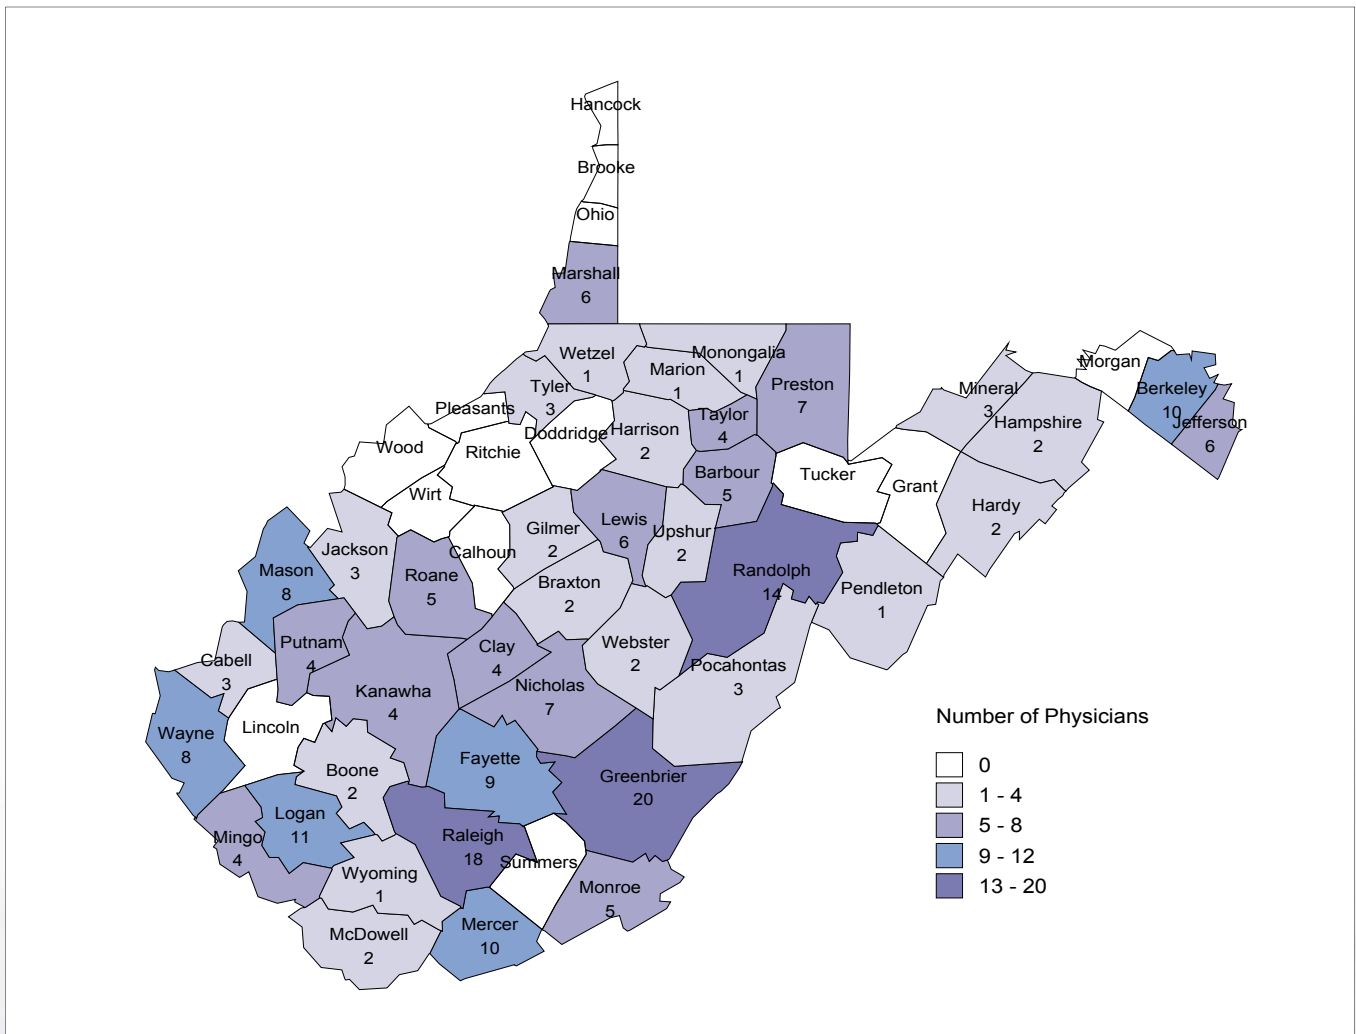 Hancock
Brooke
Ohio
Marshall
6
Wetzel
1
Monongalia
1
Marion
1
Preston
7
Tyler
3
Pleasants
Taylor
4
Doddridge
Harrison
2
Wood
Ritchie
Wirt
Barbour
5
Tucker
Grant
Mineral
3
Hampshire
2
Morgan
Berkeley
10
Jefferson
6
Hardy
2
Lewis
6
Upshur
2
Gilmer
2
Calhoun
Jackson
3
Roane
5
Mason
8
Braxton
2
Randolph
14
Pendleton
1
Putnam
4
Clay
4
Webster
2
Cabell
3
Kanawha
4
Nicholas
7
Pocahontas
3
Wayne
8
Lincoln
Boone
2
Fayette
9
Greenbrier
20
Logan
11
Mingo
4
Raleigh
18
Summers
Wyoming
1
Monroe
5
McDowell
2
Mercer
10
Number of Physicians
0
1 - 4
5 - 8
9 - 12
13 - 20